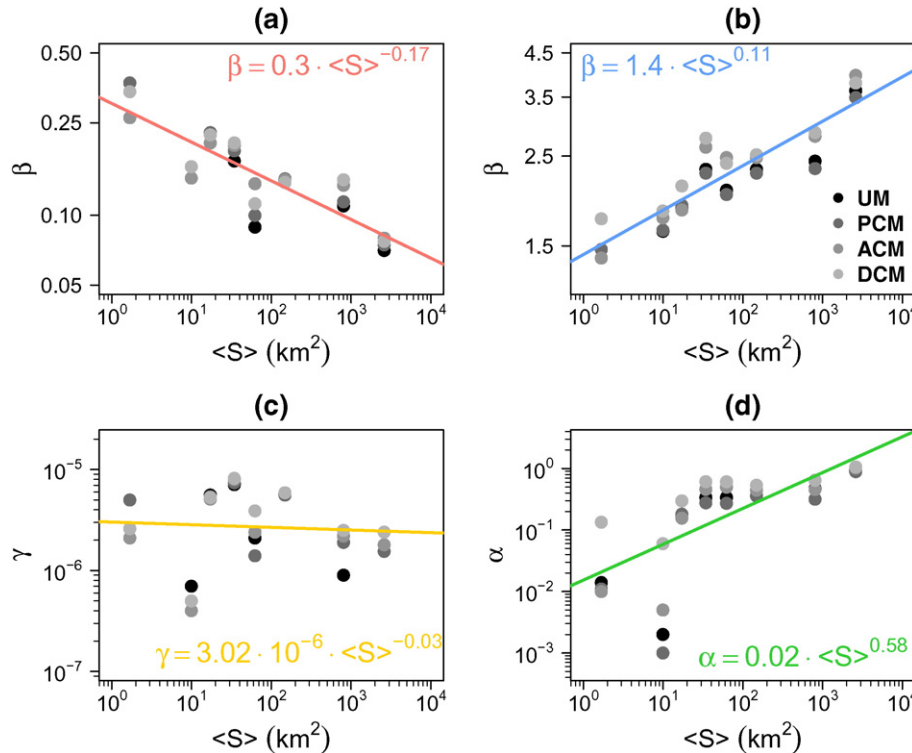 (a)
β = 0.3 · <S>^−0.17
0.50
0.25
0.10
0.05
β
10^0 10^1 10^2 10^3 10^4
<S> (km^2)
(b)
β = 1.4 · <S>^0.11
4.5
3.5
2.5
1.5
β
UM
PCM
ACM
DCM
10^0 10^1 10^2 10^3 10
<S> (km^2)
(c)
10^−5
10^−6
10^−7
γ
γ = 3.02 · 10^−6 · <S>^−0.03
10^0 10^1 10^2 10^3 10^4
<S> (km^2)
(d)
10^0
10^−1
10^−2
10^−3
α
α = 0.02 · <S>^0.58
10^0 10^1 10^2 10^3 10
<S> (km^2)